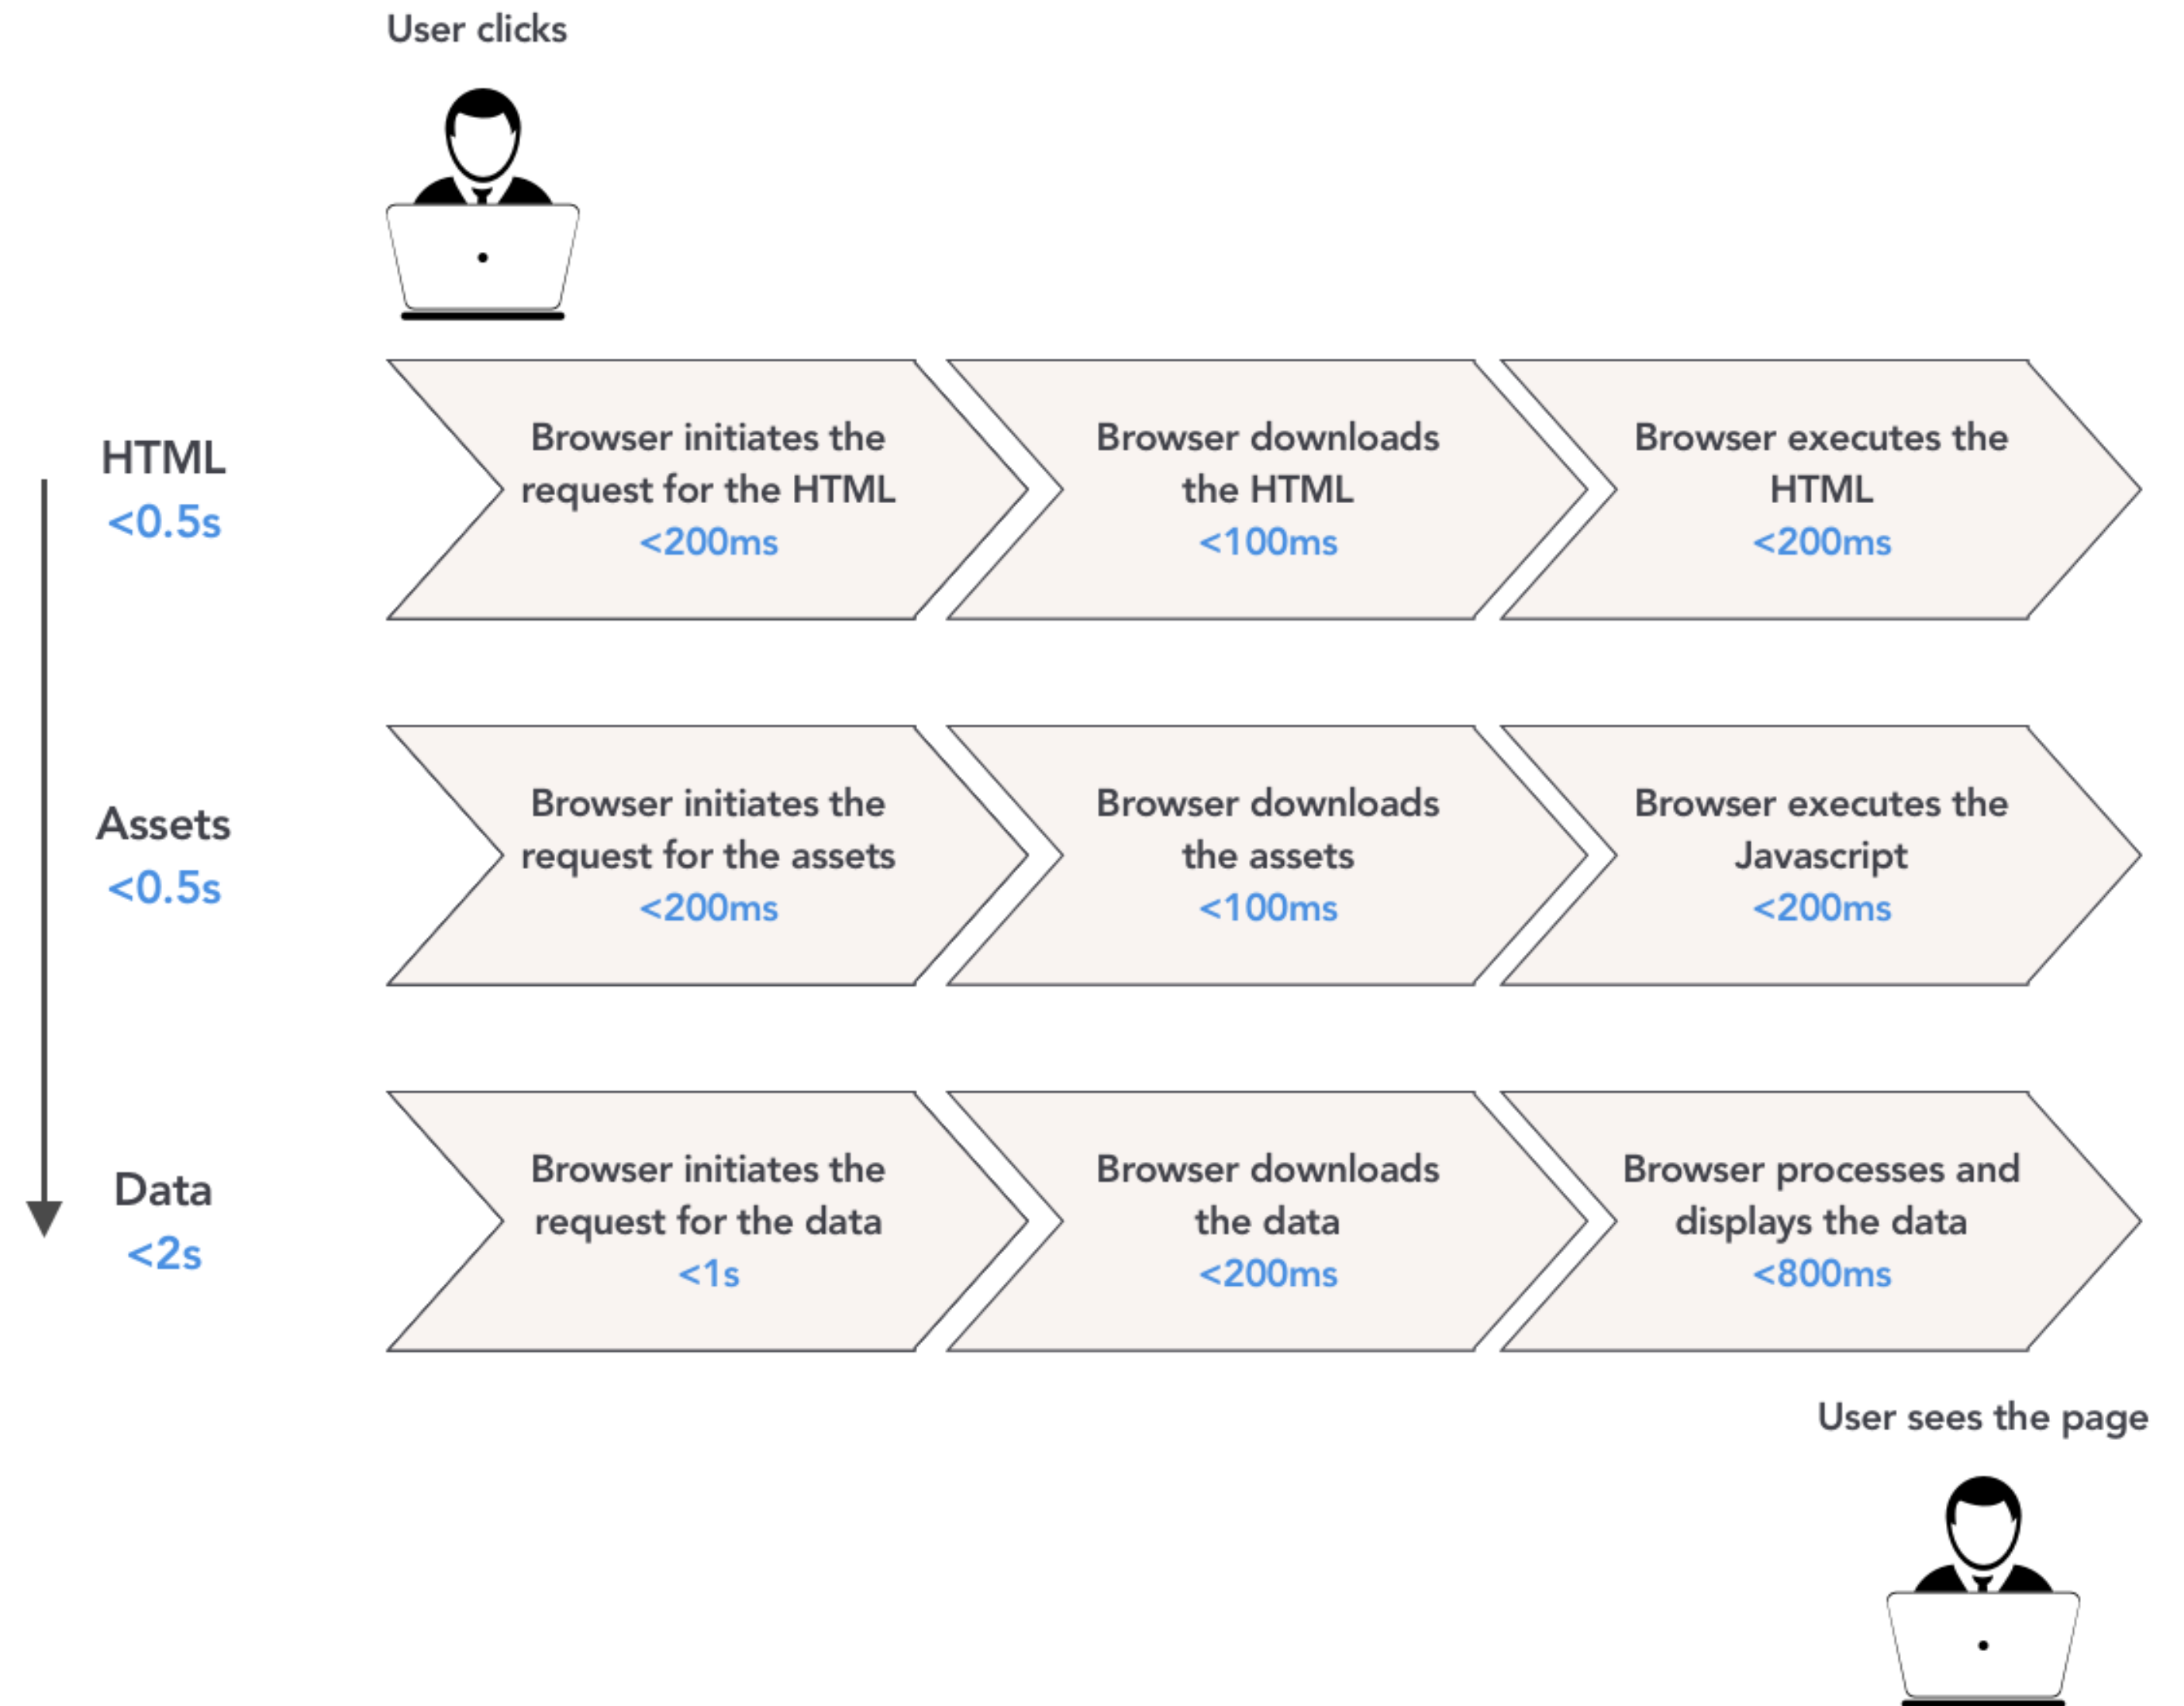 User clicks
HTML
<0.5s
Browser initiates the
request for the HTML
<200ms
Browser downloads
the HTML
<100ms
Browser executes the
HTML
<200ms
Assets
<0.5s
Browser initiates the
request for the assets
<200ms
Browser downloads
the assets
<100ms
Browser executes the
Javascript
<200ms
Data
<2s
Browser initiates the
request for the data
<1s
Browser downloads
the data
<200ms
Browser processes and
displays the data
<800ms
User sees the page